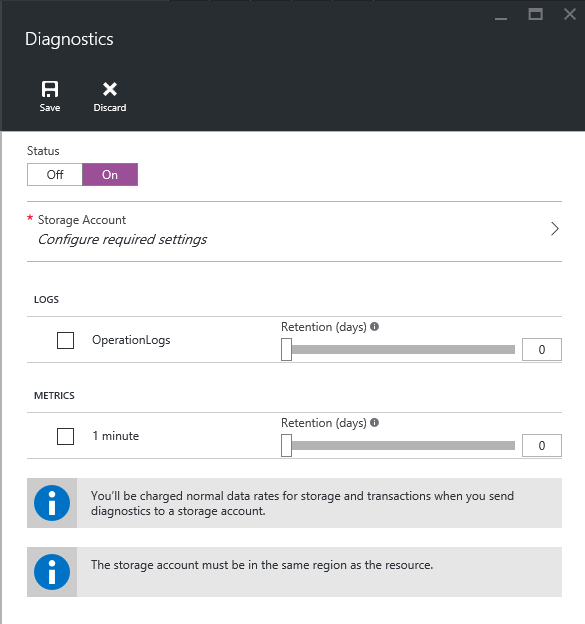 Diagnostics
Save
Discard
Status
Off
On
* Storage Account
Configure required settings
LOGS
OperationLogs
Retention (days)
0
METRICS
1 minute
Retention (days)
0
You'll be charged normal data rates for storage and transactions when you send
diagnostics to a storage account.
The storage account must be in the same region as the resource.